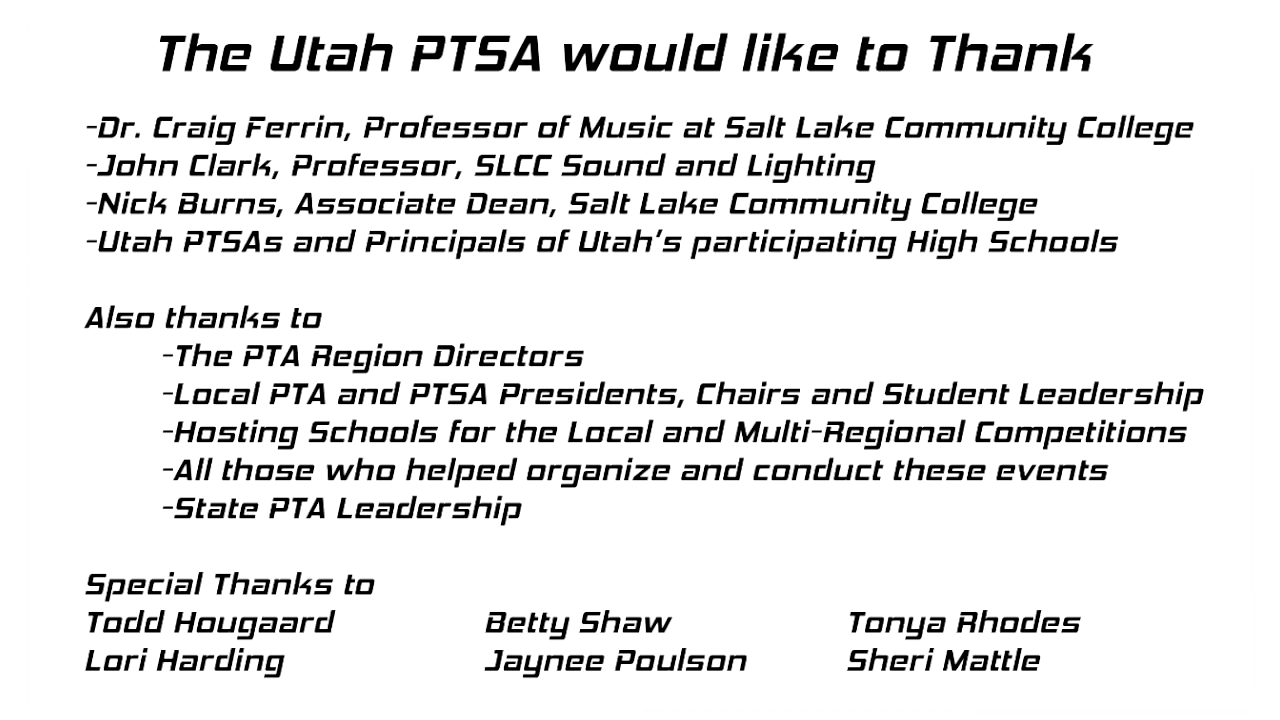 The Utah PTSA would like to Thank
-Dr. Craig Ferrin, Professor of Music at Salt Lake Community College
-John Clark, Professor, SLCC Sound and Lighting
-Nick Burns, Associate Dean, Salt Lake Community College
-Utah PTSAs and Principals of Utah's participating High Schools
Also thanks to
-The PTA Region Directors
-Local PTA and PTSA Presidents, Chairs and Student Leadership
-Hosting Schools for the Local and Multi-Regional Competitions
-All those who helped organize and conduct these events
-State PTA Leadership
Special Thanks to
Todd Hougaard Betty Shaw Tonya Rhodes
Lori Harding Jaynee Poulson Sheri Mattle